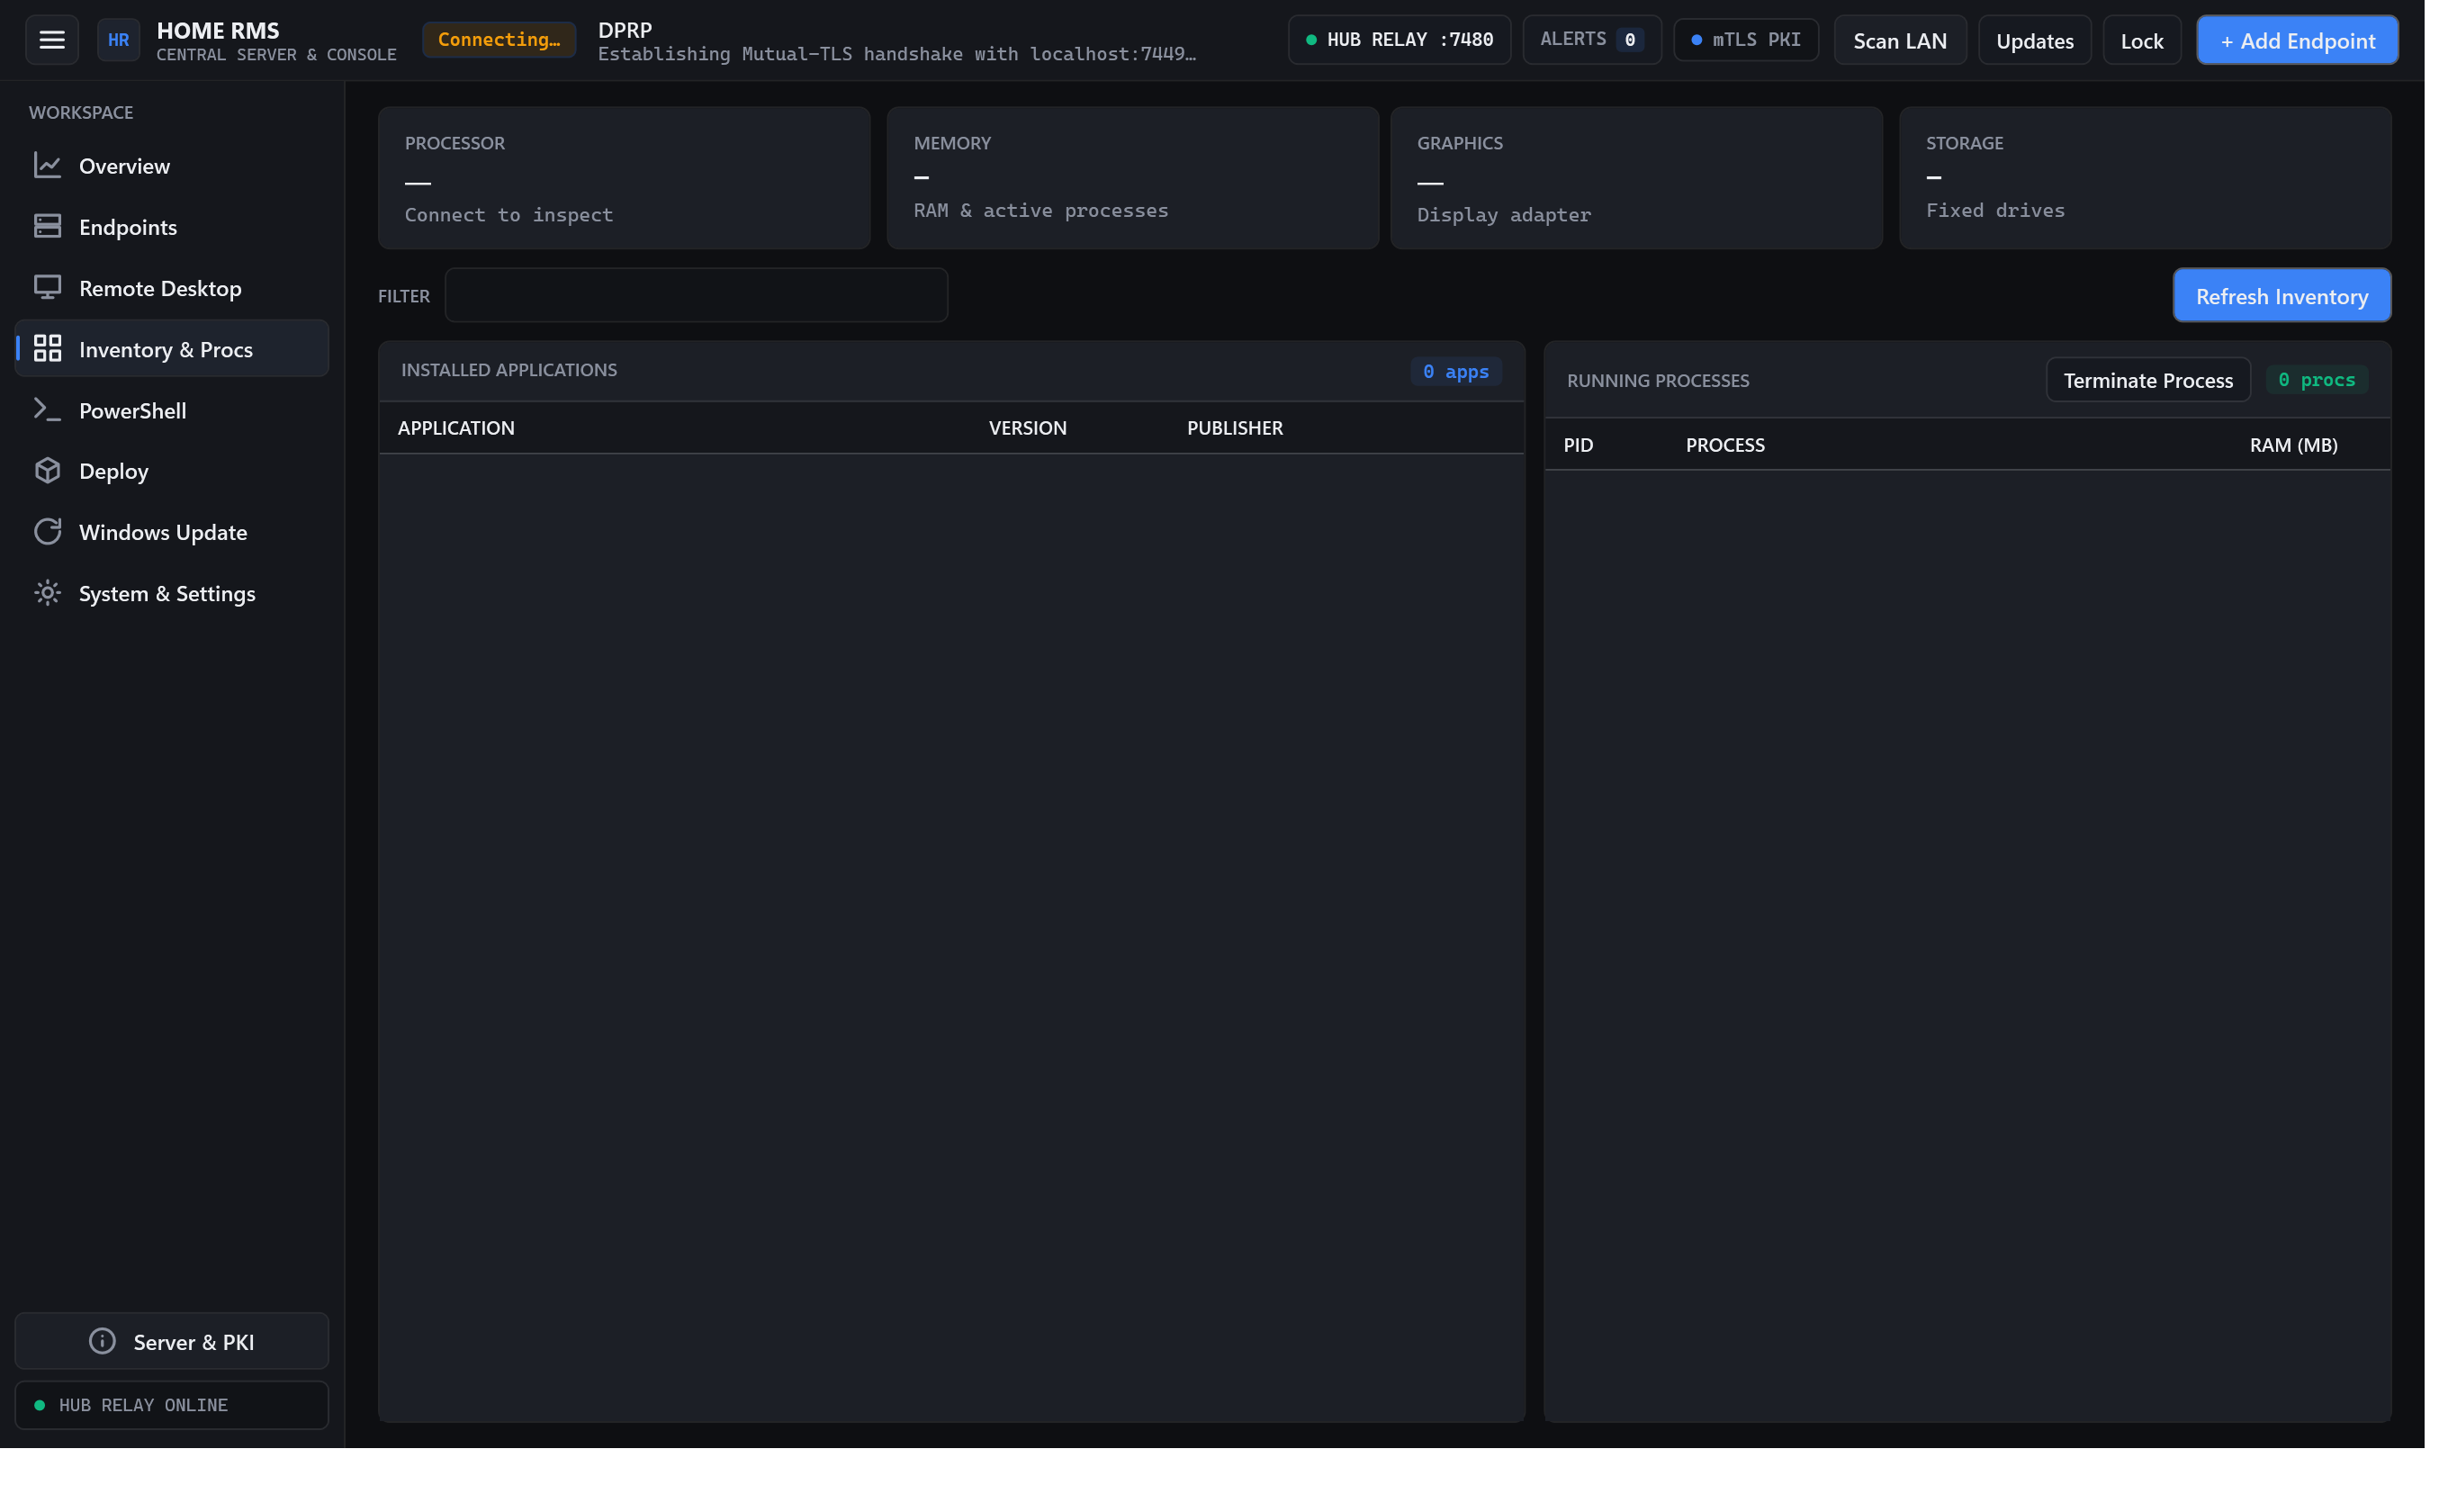 HR
HOME RMS
CENTRAL SERVER & CONSOLE
Connecting…
DPRP
Establishing Mutual-TLS handshake with localhost:7449…
HUB RELAY :7480
ALERTS 0
mTLS PKI
Scan LAN
Updates
Lock
+ Add Endpoint
WORKSPACE
Overview
Endpoints
Remote Desktop
Inventory & Procs
PowerShell
Deploy
Windows Update
System & Settings
Server & PKI
HUB RELAY ONLINE
PROCESSOR
—
Connect to inspect
MEMORY
—
RAM & active processes
GRAPHICS
—
Display adapter
STORAGE
—
Fixed drives
FILTER
Refresh Inventory
INSTALLED APPLICATIONS
0 apps
APPLICATION VERSION PUBLISHER
RUNNING PROCESSES
Terminate Process
0 procs
PID PROCESS RAM (MB)